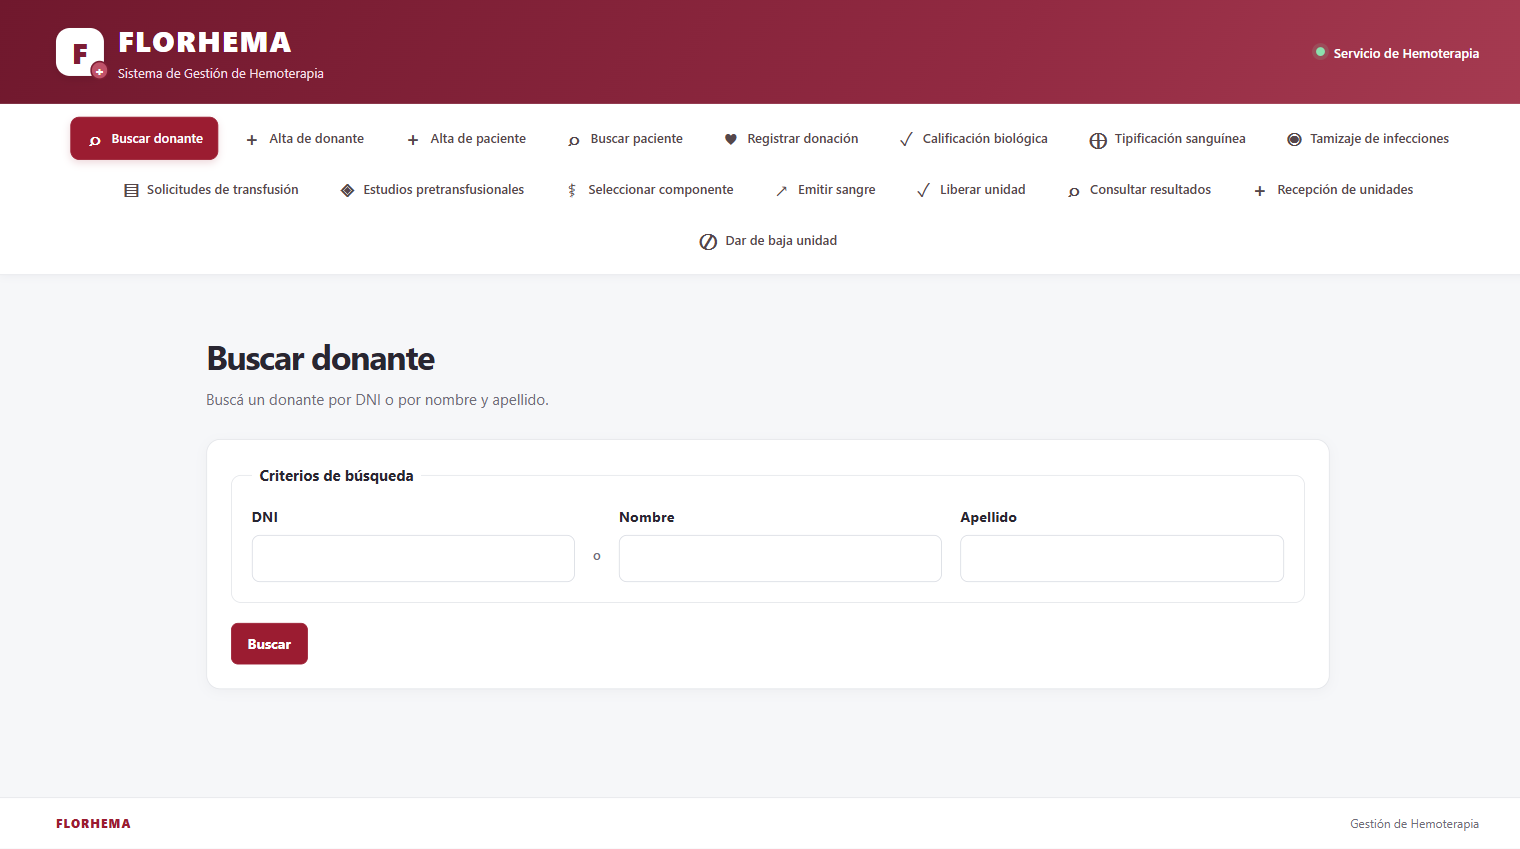 F
FLORHEMA
Sistema de Gestión de Hemoterapia
Servicio de Hemoterapia
Buscar donante
Alta de donante
Alta de paciente
Buscar paciente
Registrar donación
Calificación biológica
Tipificación sanguínea
Tamizaje de infecciones
Solicitudes de transfusión
Estudios pretransfusionales
Seleccionar componente
Emitir sangre
Liberar unidad
Consultar resultados
Recepción de unidades
Dar de baja unidad
Buscar donante
Buscá un donante por DNI o por nombre y apellido.
Criterios de búsqueda
DNI
o
Nombre
Apellido
Buscar
FLORHEMA
Gestión de Hemoterapia